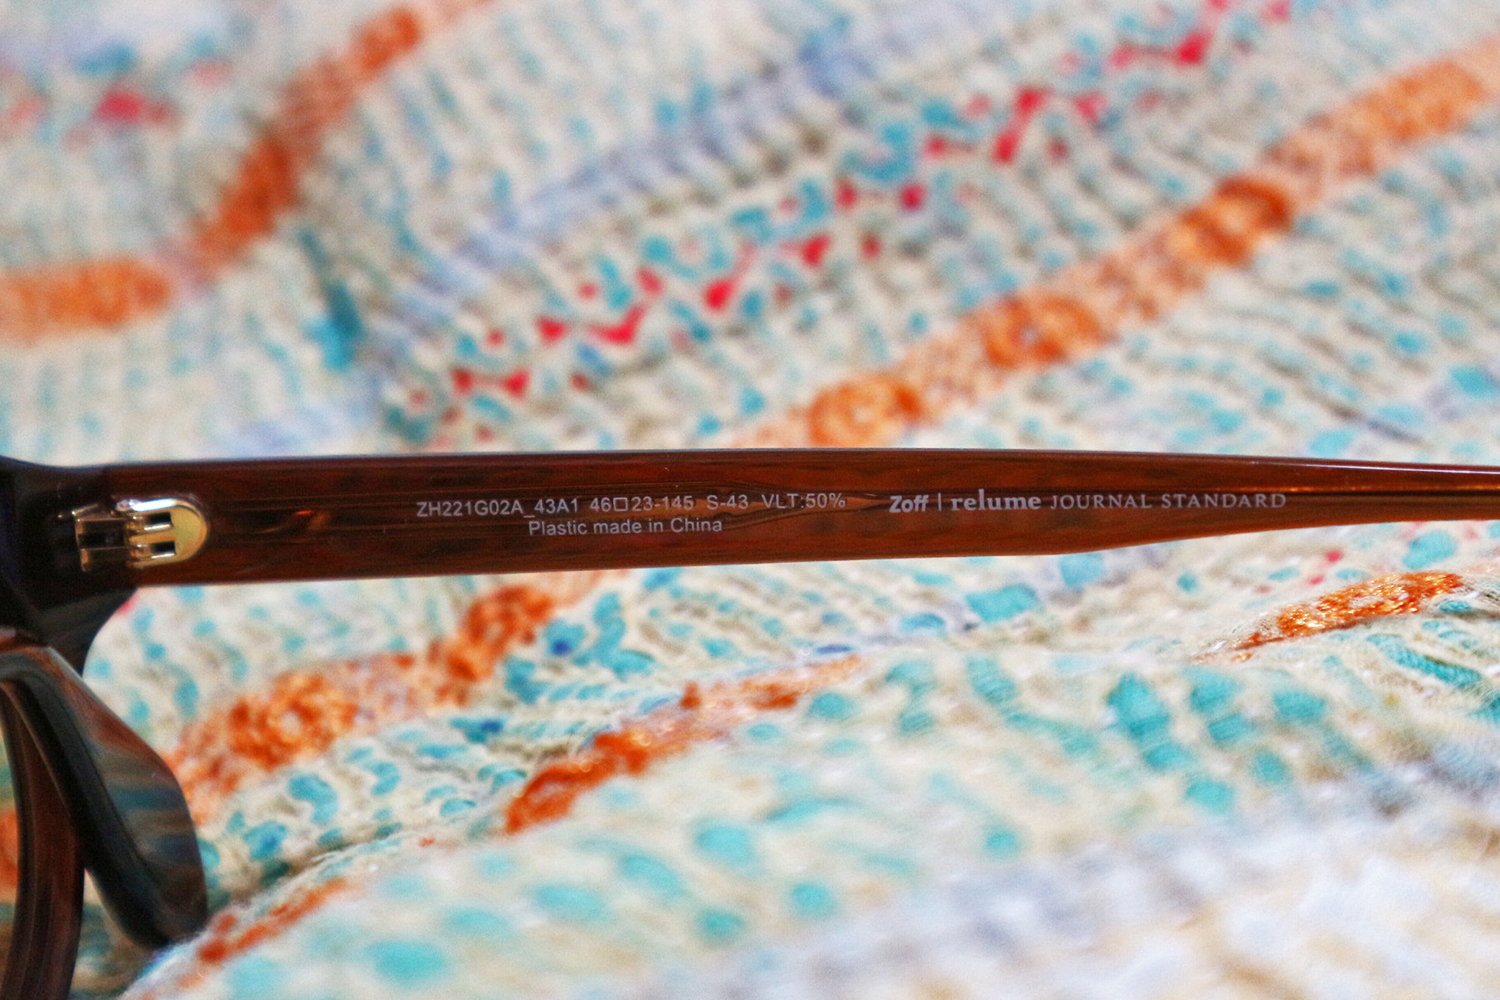 ZH221G02A_43A1 46□23-145 S-43 VLT:50% Zoff | relume JOURNAL STANDARD
Plastic made in China